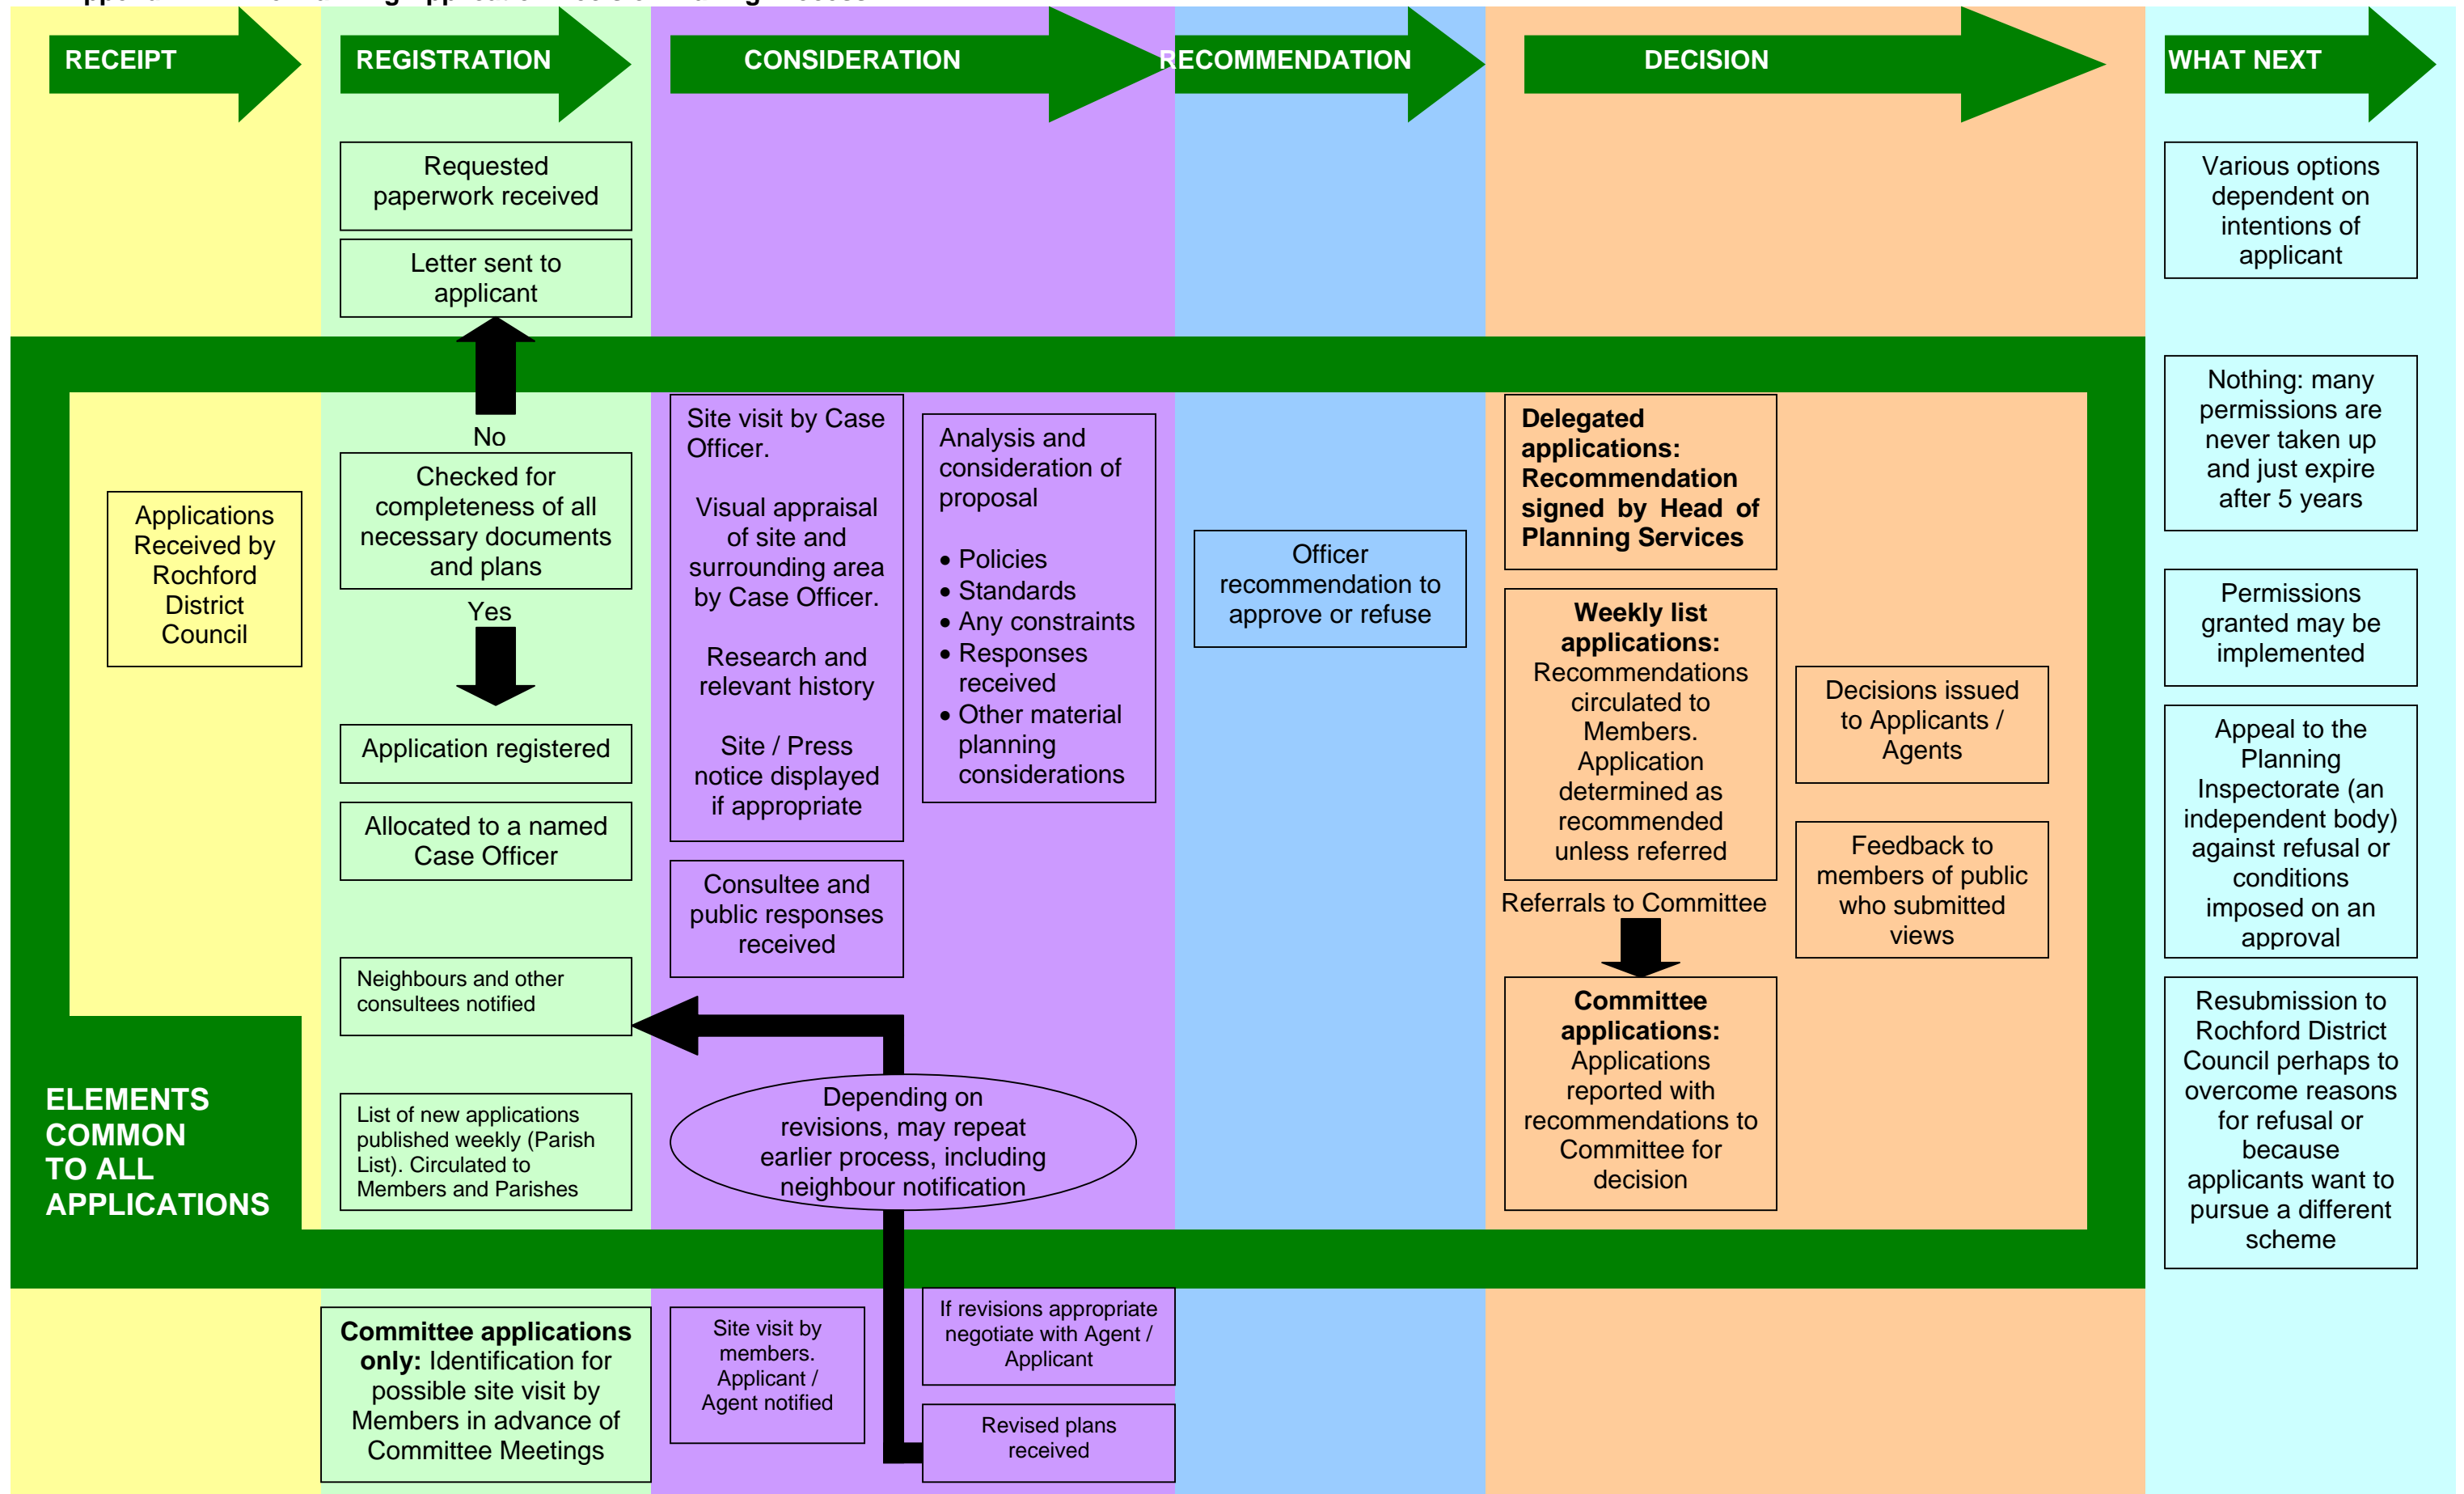 RECEIPT
REGISTRATION
CONSIDERATION
RECOMMENDATION
DECISION
WHAT NEXT
Requested
paperwork received
Letter sent to
applicant
No
Checked for
completeness of all
necessary documents
and plans
Yes
Applications
Received by
Rochford
District
Council
Application registered
Allocated to a named
Case Officer
Neighbours and other
consultees notified
List of new applications
published weekly (Parish
List). Circulated to
Members and Parishes
ELEMENTS
COMMON
TO ALL
APPLICATIONS
Committee applications
only: Identification for
possible site visit by
Members in advance of
Committee Meetings
Site visit by Case
Officer.
Visual appraisal
of site and
surrounding area
by Case Officer.
Research and
relevant history
Site / Press
notice displayed
if appropriate
Consultee and
public responses
received
Analysis and
consideration of
proposal
• Policies
• Standards
• Any constraints
• Responses
received
• Other material
planning
considerations
Depending on
revisions, may repeat
earlier process, including
neighbour notification
Site visit by
members.
Applicant /
Agent notified
If revisions appropriate
negotiate with Agent /
Applicant
Revised plans
received
Officer
recommendation to
approve or refuse
Delegated
applications:
Recommendation
signed by Head of
Planning Services
Weekly list
applications:
Recommendations
circulated to
Members.
Application
determined as
recommended
unless referred
Referrals to Committee
Committee
applications:
Applications
reported with
recommendations to
Committee for
decision
Decisions issued
to Applicants /
Agents
Feedback to
members of public
who submitted
views
Various options
dependent on
intentions of
applicant
Nothing: many
permissions are
never taken up
and just expire
after 5 years
Permissions
granted may be
implemented
Appeal to the
Planning
Inspectorate (an
independent body)
against refusal or
conditions
imposed on an
approval
Resubmission to
Rochford District
Council perhaps to
overcome reasons
for refusal or
because
applicants want to
pursue a different
scheme